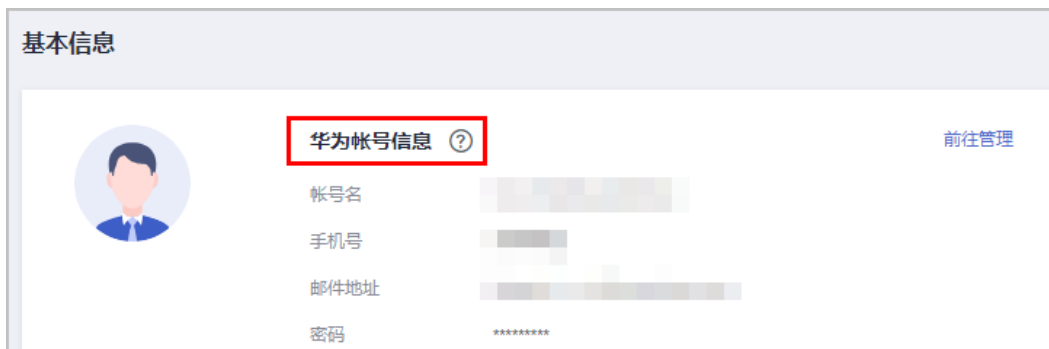 基本信息
华为帐号信息 ?
前往管理
帐号名
手机号
邮件地址
密码 *********